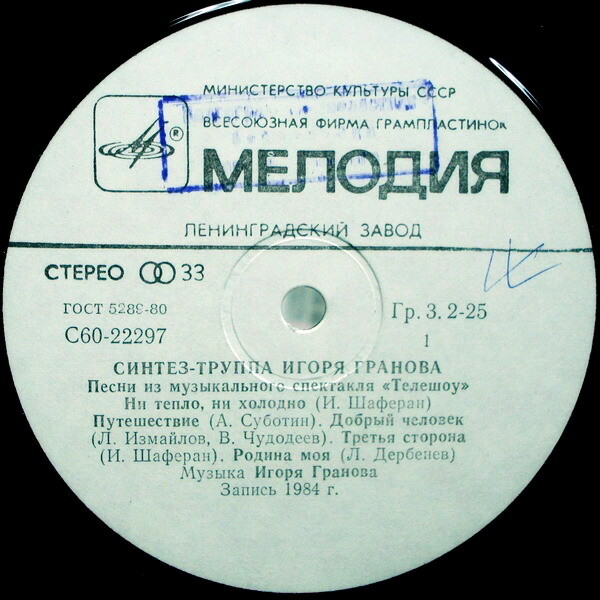 МИНИСТЕРСТВО КУЛЬТУРЫ СССР
ВСЕСОЮЗНАЯ ФИРМА ГРАМПЛАСТИНОК
®
МЕЛОДИЯ
ЛЕНИНГРАДСКИЙ ЗАВОД
СТЕРЕО 33
ГОСТ 5289-80
Гр. 3. 2-25
С60-22297
1
СИНТЕЗ-ТРУППА ИГОРЯ ГРАНОВА
Песни из музыкального спектакля «Телешоу»
Ни тепло, ни холодно (И. Шаферан)
Путешествие (А. Суботин). Добрый человек
(Л. Измайлов, В. Чудодеев). Третья сторона
(И. Шаферан). Родина моя (Л. Дербенев)
Музыка Игоря Гранова
Запись 1984 г.